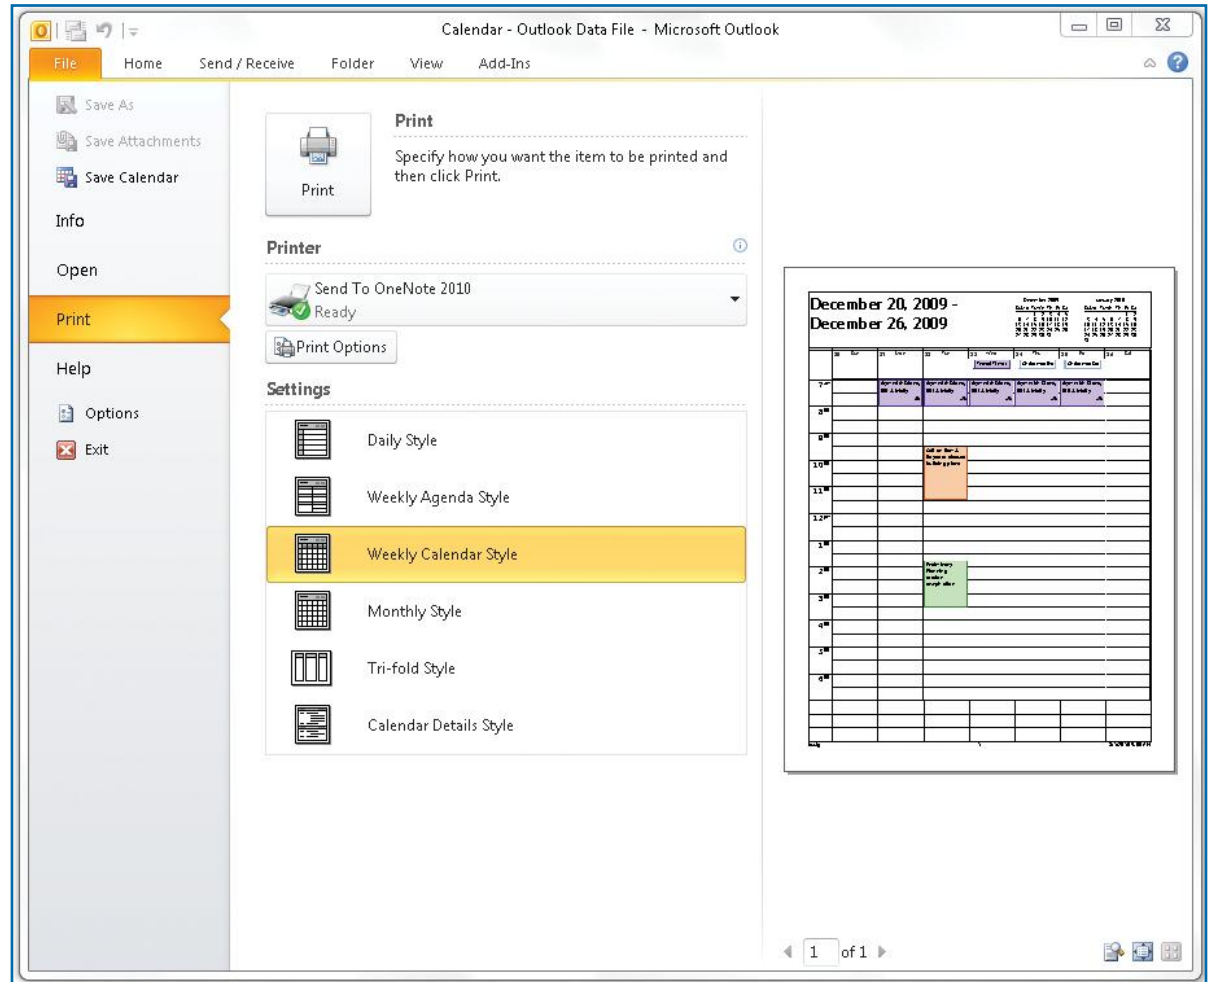 Calendar - Outlook Data File - Microsoft Outlook
File Home Send / Receive Folder View Add-Ins
Save As
Save Attachments
Save Calendar
Info
Open
Print
Help
Options
Exit
Print
Print
Specify how you want the item to be printed and
then click Print.
Printer
Send To OneNote 2010
Ready
Print Options
Settings
Daily Style
Weekly Agenda Style
Weekly Calendar Style
Monthly Style
Tri-fold Style
Calendar Details Style
December 20, 2009 -
December 26, 2009
1 of 1